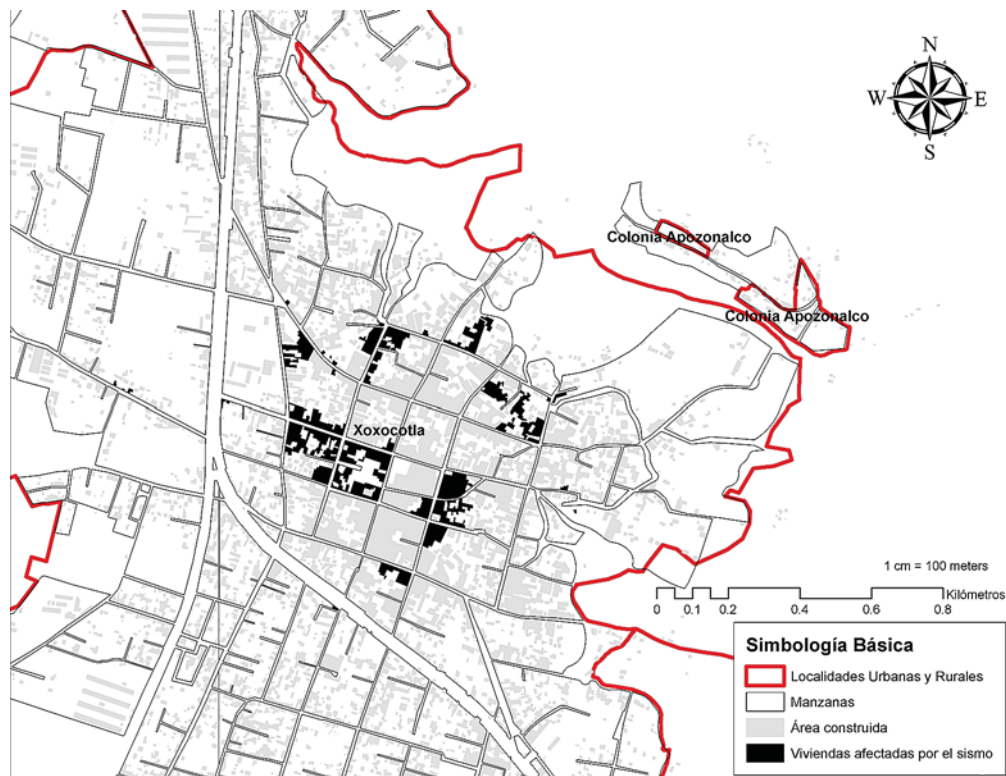 N
W E
S
Colonia Apozonalco
Colonia Apozonalco
Xoxocotla
1 cm = 100 meters
Kilómetros
0 0.1 0.2 0.4 0.6 0.8
Simbología Básica
Localidades Urbanas y Rurales
Manzanas
Área construida
Viviendas afectadas por el sismo